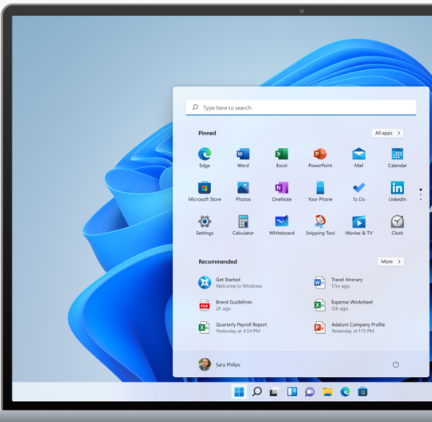 Type here to search
Pinned
All apps >
Edge
Word
Excel
PowerPoint
Mail
Calendar
Microsoft Store
Photos
OneNote
Your Phone
To Do
LinkedIn
Settings
Calculator
Whiteboard
Snipping Tool
Movies & TV
Clock
Recommended
More >
Get Started
Welcome to Windows
Travel Itinerary
17m ago
Brand Guidelines
2h ago
Expense Worksheet
12h ago
Quarterly Payroll Report
Yesterday at 4:24 PM
Adatum Company Profile
Yesterday at 1:15 PM
Sara Philips